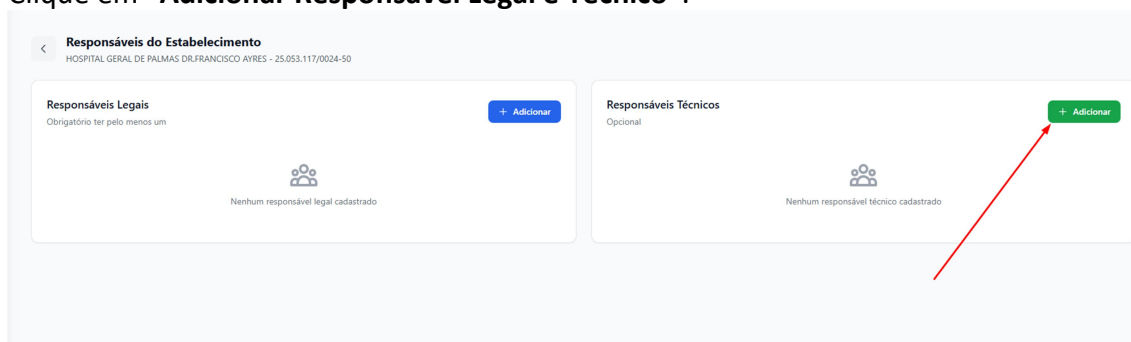 Clique em "Adicionar Responsável Legal e Técnico".
Responsáveis do Estabelecimento
HOSPITAL GERAL DE PALMAS DR.FRANCISCO AYRES - 25.053.117/0024-50
Responsáveis Legais
Obrigatório ter pelo menos um
+ Adicionar
Nenhum responsável legal cadastrado
Responsáveis Técnicos
Opcional
+ Adicionar
Nenhum responsável técnico cadastrado